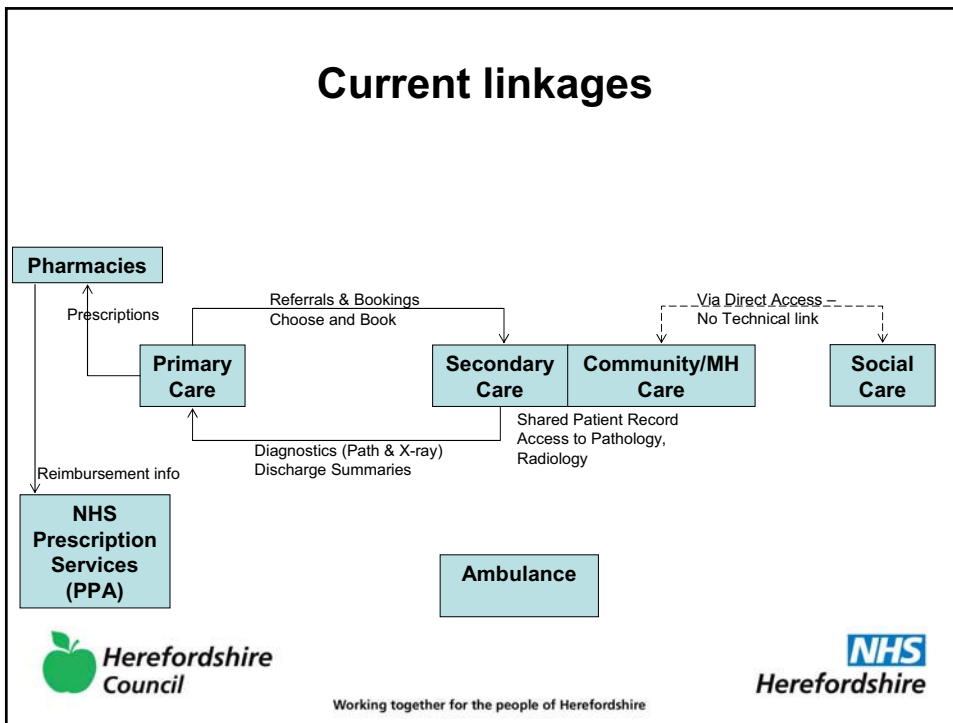 Current linkages
Pharmacies
Prescriptions
Referrals & Bookings
Choose and Book
Via Direct Access –
No Technical link
Primary
Care
Secondary
Care
Community/MH
Care
Social
Care
Shared Patient Record
Access to Pathology,
Radiology
Diagnostics (Path & X-ray)
Discharge Summaries
Reimbursement info
NHS
Prescription
Services
(PPA)
Ambulance
Herefordshire
Council
Working together for the people of Herefordshire
NHS
Herefordshire